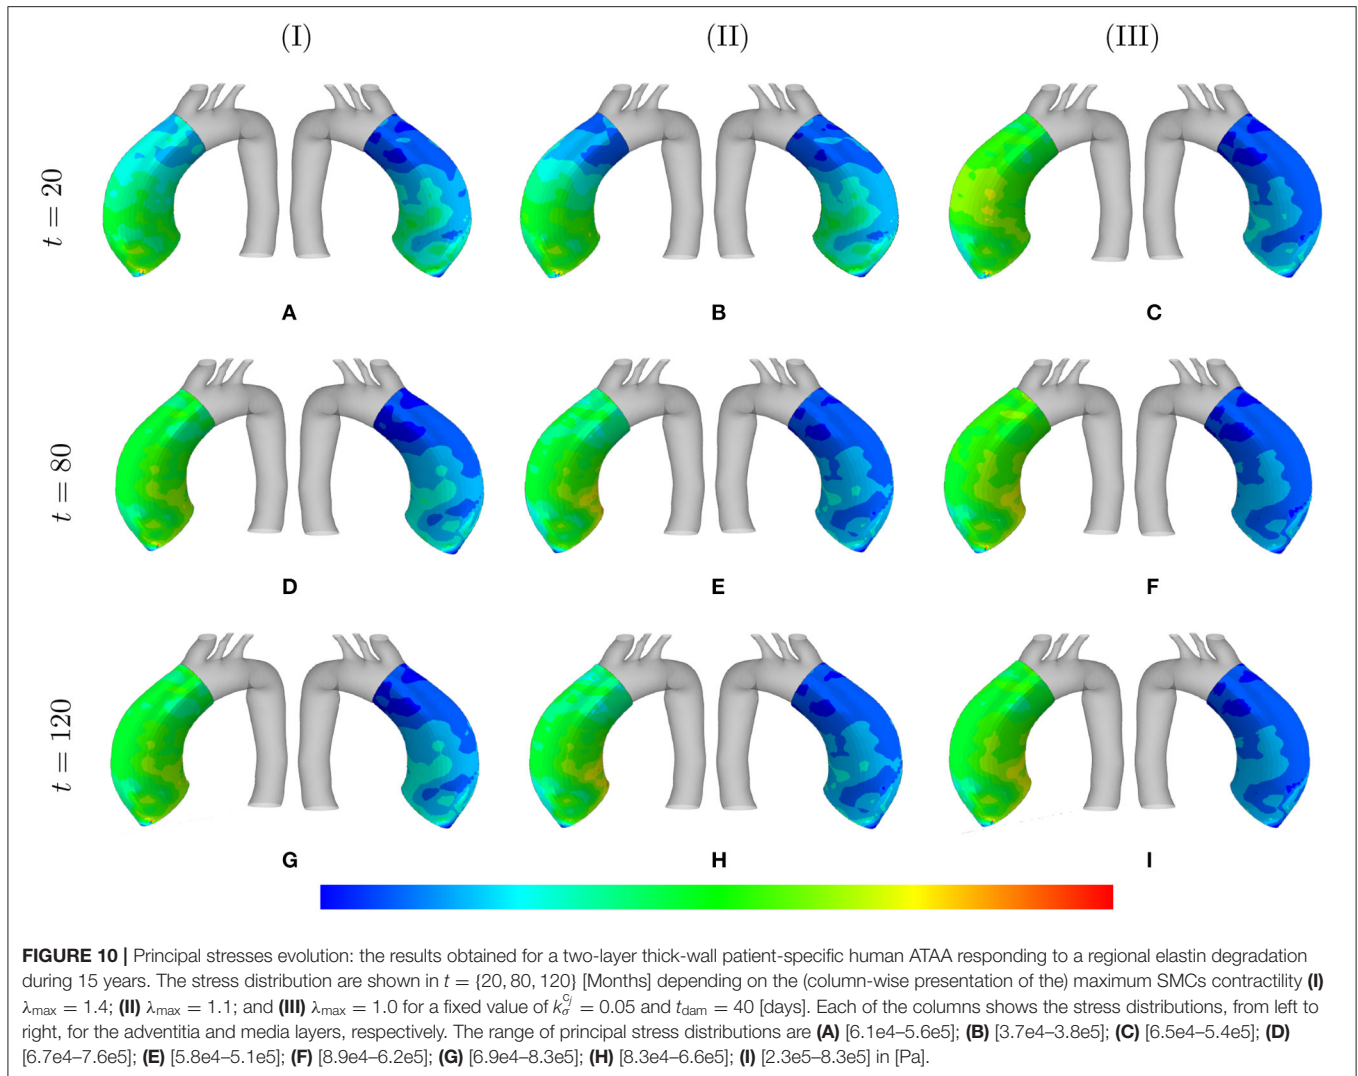 (I) (II) (III)
t = 20
A B C
t = 80
D E F
t = 120
G H I
FIGURE 10 | Principal stresses evolution: the results obtained for a two-layer thick-wall patient-specific human ATAA responding to a regional elastin degradation
during 15 years. The stress distribution are shown in t = {20, 80, 120} [Months] depending on the (column-wise presentation of the) maximum SMCs contractility (I)
λmax = 1.4; (II) λmax = 1.1; and (III) λmax = 1.0 for a fixed value of k_σ^{c_j} = 0.05 and tdam = 40 [days]. Each of the columns shows the stress distributions, from left to
right, for the adventitia and media layers, respectively. The range of principal stress distributions are (A) [6.1e4–5.6e5]; (B) [3.7e4–3.8e5]; (C) [6.5e4–5.4e5]; (D)
[6.7e4–7.6e5]; (E) [5.8e4–5.1e5]; (F) [8.9e4–6.2e5]; (G) [6.9e4–8.3e5]; (H) [8.3e4–6.6e5]; (I) [2.3e5–8.3e5] in [Pa].